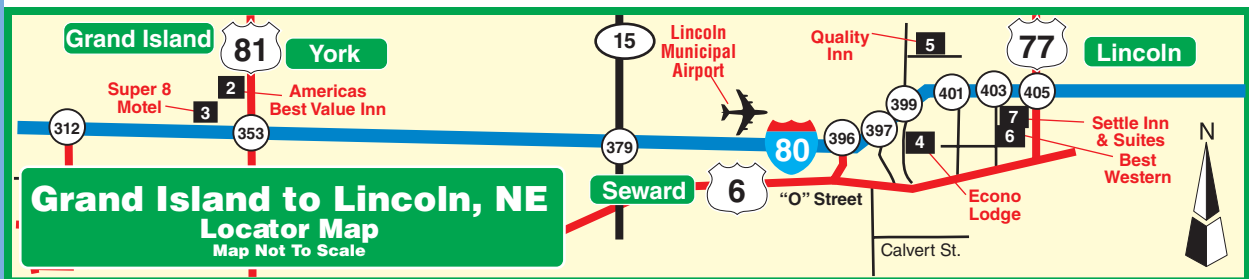 Grand Island
81
York
15
Lincoln
Municipal
Airport
Quality
Inn
5
77
Lincoln
Super 8
Motel
3
2
Americas
Best Value Inn
312
353
379
80
396
397
399
401
403
405
4
7
6
Settle Inn
& Suites
Best
Western
N
Seward
6
"O" Street
Econo
Lodge
Calvert St.
Grand Island to Lincoln, NE
Locator Map
Map Not To Scale